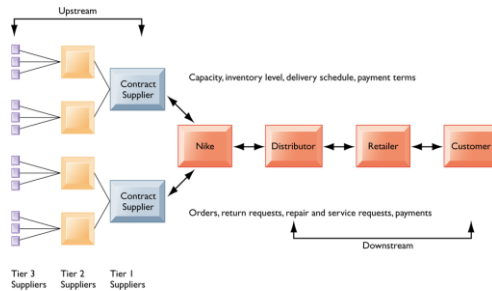 Upstream
Capacity, inventory level, delivery schedule, payment terms
Contract
Supplier
Nike
Distributor
Retailer
Customer
Contract
Supplier
Orders, return requests, repair and service requests, payments
Downstream
Tier 3
Suppliers
Tier 2
Suppliers
Tier 1
Suppliers